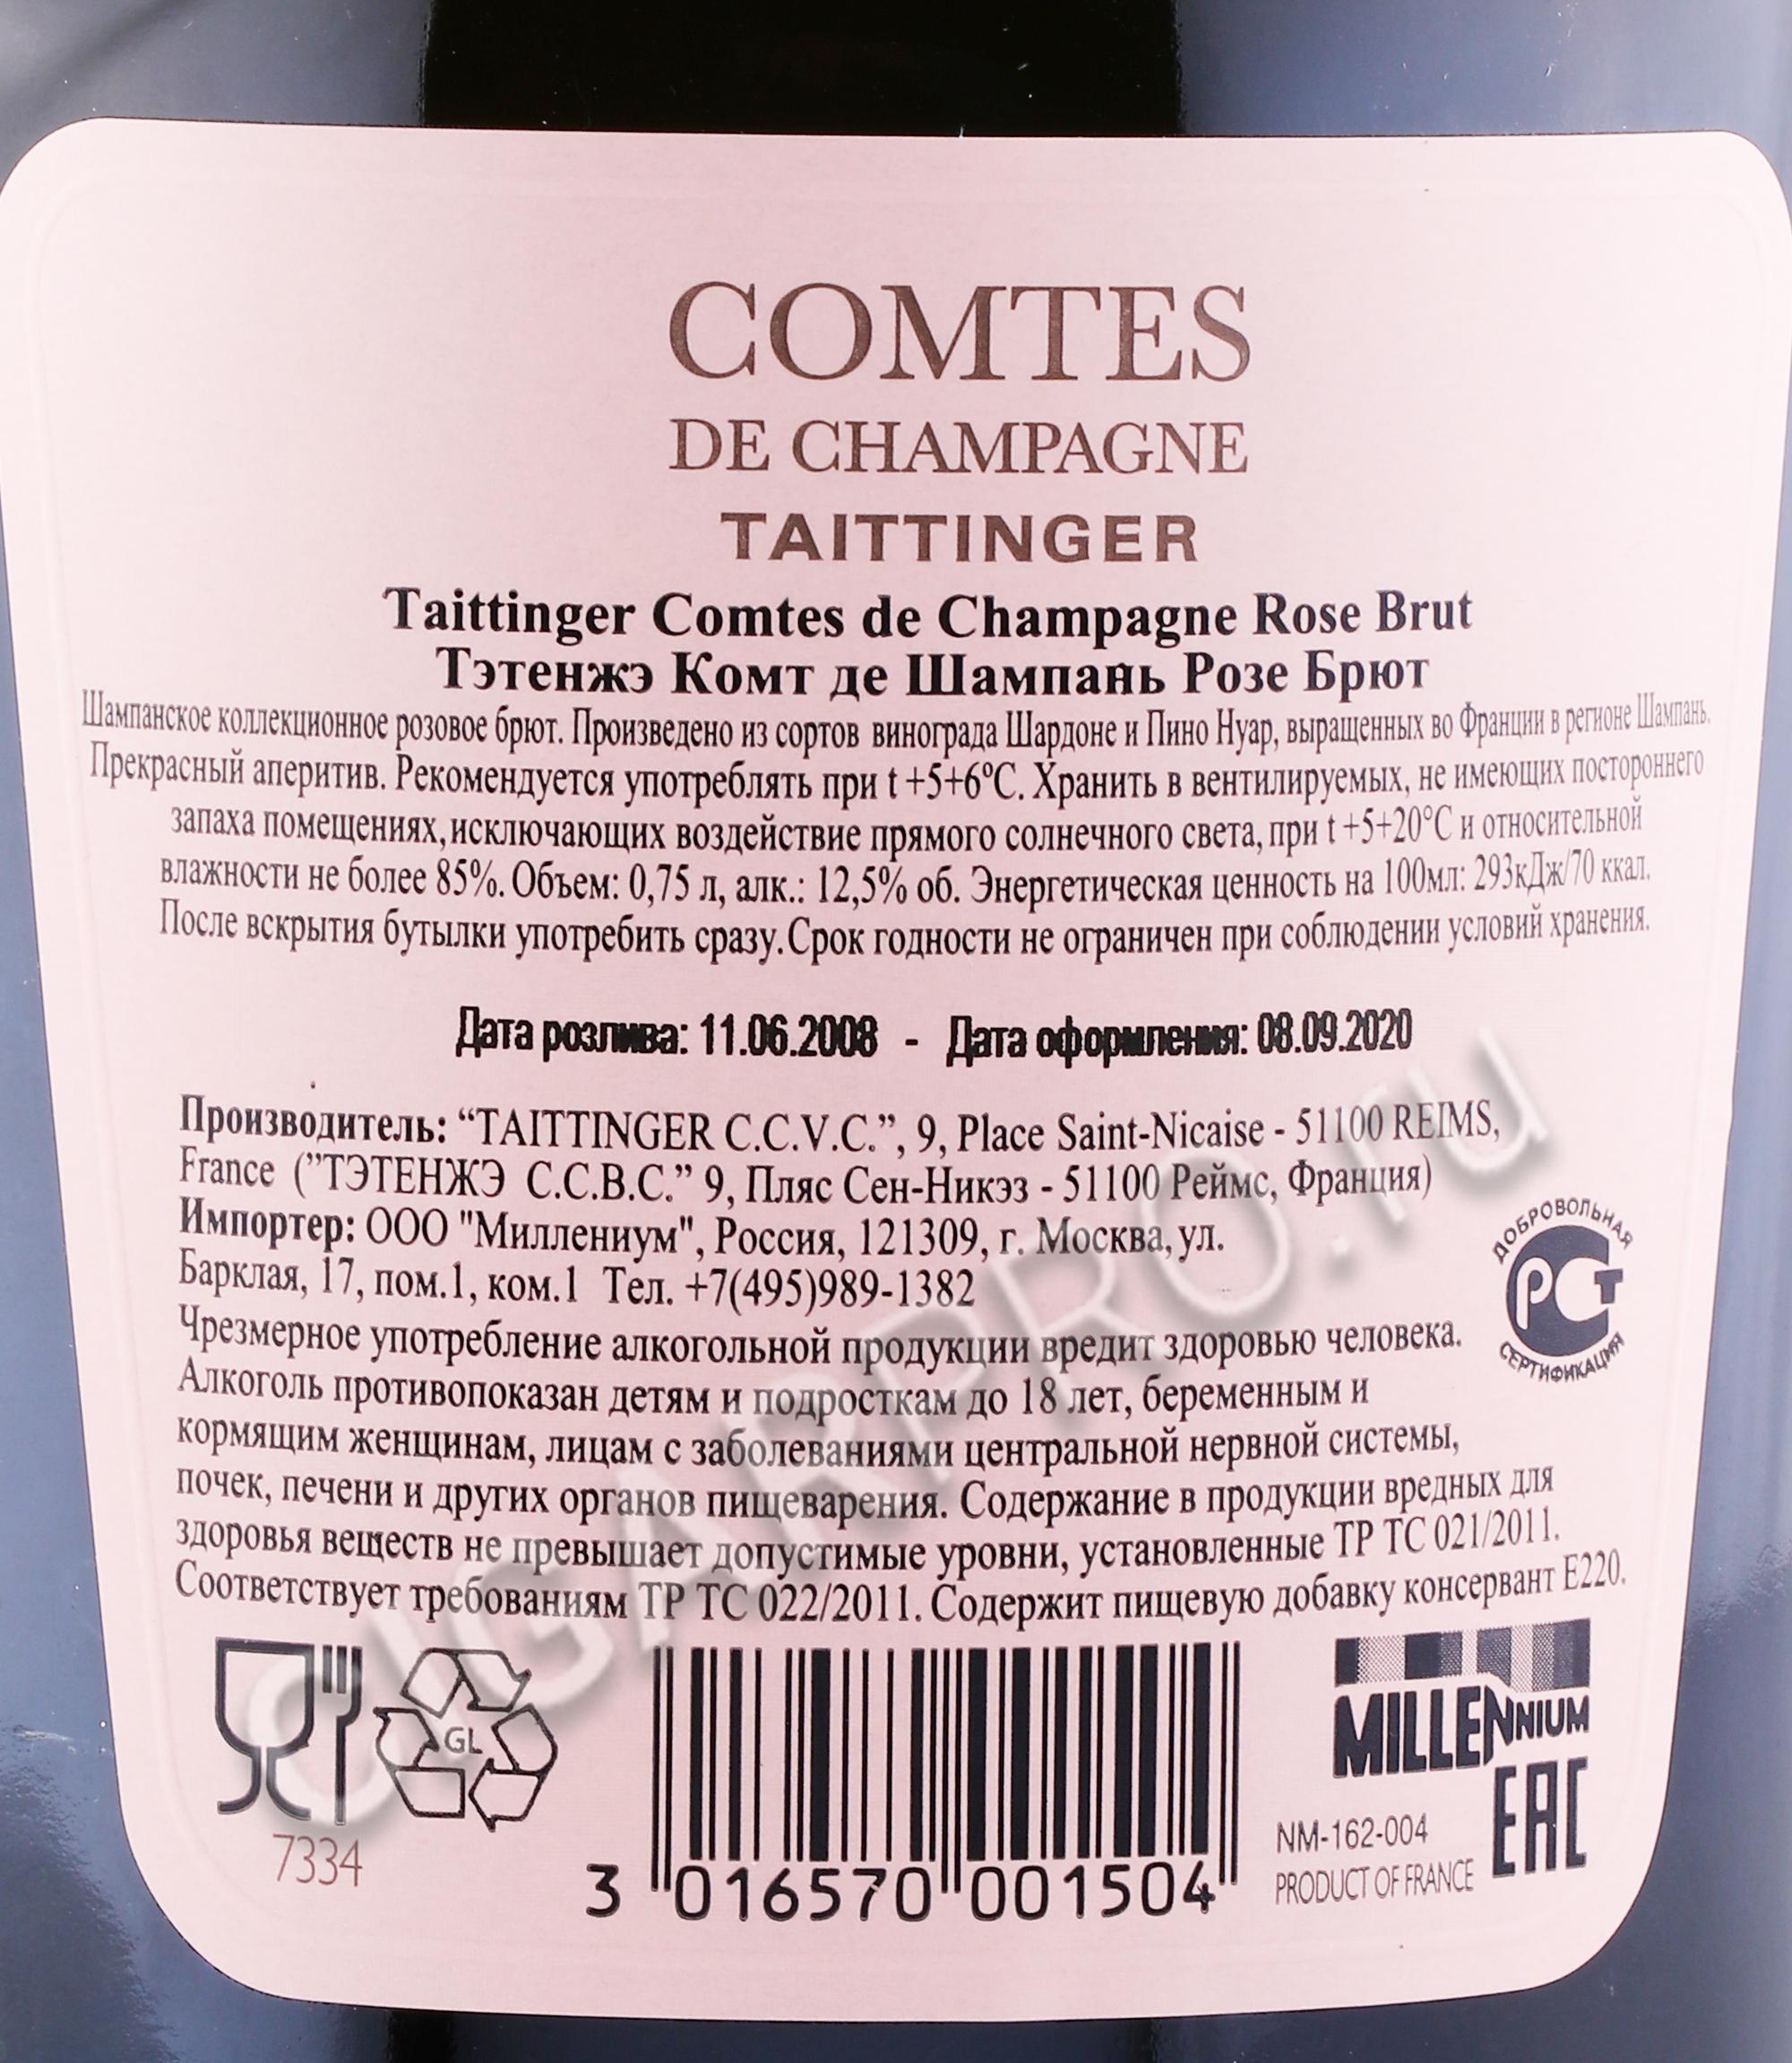 COMTES
DE CHAMPAGNE
TAITTINGER
Taittinger Comtes de Champagne Rose Brut
Тэтенжэ Комт де Шампань Розе Брют
Шампанское коллекционное розовое брют. Произведено из сортов винограда Шардоне и Пино Нуар, выращенных во Франции в регионе Шампань.
Прекрасный аперитив. Рекомендуется употреблять при t +5+6°C. Хранить в вентилируемых, не имеющих постороннего
запаха помещениях, исключающих воздействие прямого солнечного света, при t +5+20°C и относительной
влажности не более 85%. Объем: 0,75 л, алк.: 12,5% об. Энергетическая ценность на 100мл: 293кДж/70 ккал.
После вскрытия бутылки употребить сразу. Срок годности не ограничен при соблюдении условий хранения.
Дата розлива: 11.06.2008 - Дата оформления: 08.09.2020
Производитель: “TAITTINGER C.C.V.C.”, 9, Place Saint-Nicaise - 51100 REIMS,
France (”ТЭТЕНЖЭ С.С.В.С.” 9, Пляс Сен-Никэз - 51100 Реймс, Франция)
Импортер: ООО "Миллениум", Россия, 121309, г. Москва, ул.
Барклая, 17, пом.1, ком.1 Тел. +7(495)989-1382
Чрезмерное употребление алкогольной продукции вредит здоровью человека.
Алкоголь противопоказан детям и подросткам до 18 лет, беременным и
кормящим женщинам, лицам с заболеваниями центральной нервной системы,
почек, печени и других органов пищеварения. Содержание в продукции вредных для
здоровья веществ не превышает допустимые уровни, установленные ТР ТС 021/2011.
Соответствует требованиям ТР ТС 022/2011. Содержит пищевую добавку консервант Е220.
ДОБРОВОЛЬНАЯ
РСТ
СЕРТИФИКАЦИЯ
GL
7334
3 016570 001504
MILLENNIUM
NM-162-004
PRODUCT OF FRANCE
EAC
CIGARPRO.ru